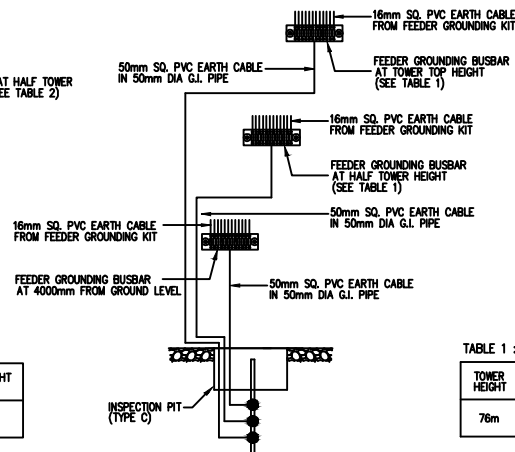 16mm SQ. PVC EARTH CABLE
FROM FEEDER GROUNDING KIT
50mm SQ. PVC EARTH CABLE
IN 50mm DIA G.I. PIPE
FEEDER GROUNDING BUSBAR
AT TOWER TOP HEIGHT
(SEE TABLE 1)
AT HALF TOWER
(SEE TABLE 2)
16mm SQ. PVC EARTH CABLE
FROM FEEDER GROUNDING KIT
FEEDER GROUNDING BUSBAR
AT HALF TOWER HEIGHT
(SEE TABLE 1)
50mm SQ. PVC EARTH CABLE
IN 50mm DIA G.I. PIPE
16mm SQ. PVC EARTH CABLE
FROM FEEDER GROUNDING KIT
FEEDER GROUNDING BUSBAR
AT 4000mm FROM GROUND LEVEL
50mm SQ. PVC EARTH CABLE
IN 50mm DIA G.I. PIPE
INSPECTION PIT
(TYPE C)
HT
TABLE 1 :
TOWER
HEIGHT
76m